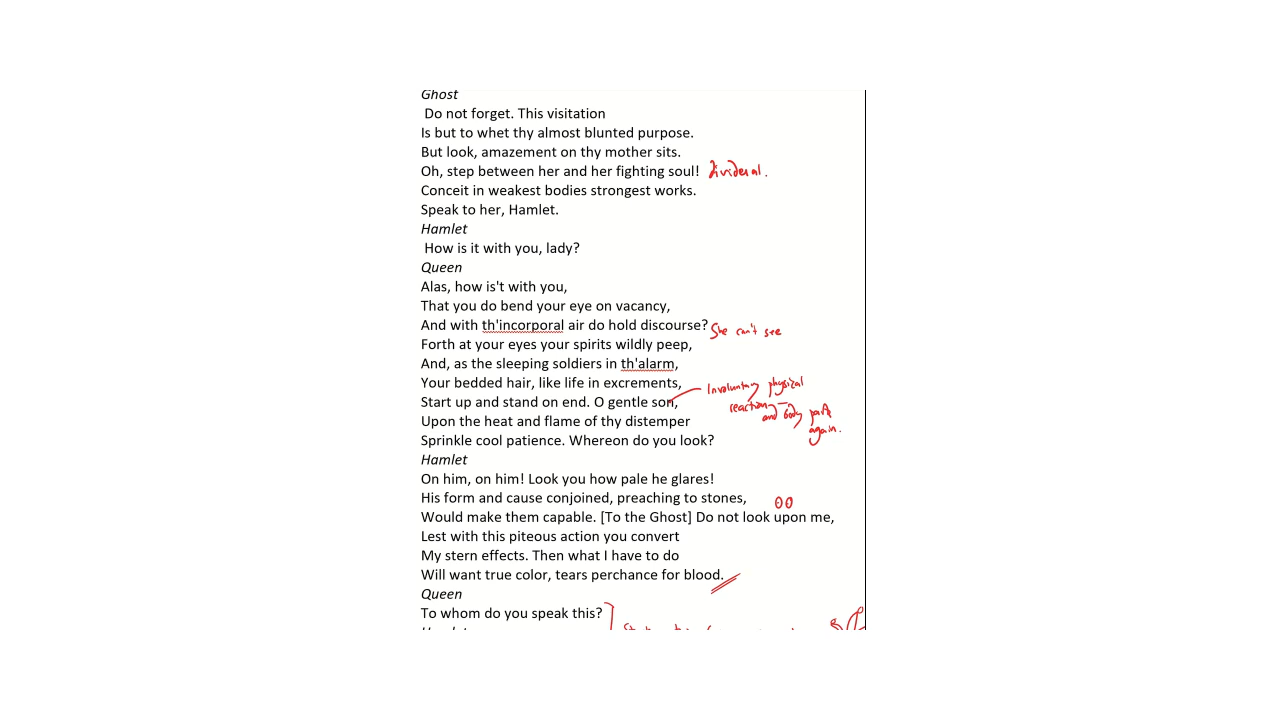 Ghost
Do not forget. This visitation
Is but to whet thy almost blunted purpose.
But look, amazement on thy mother sits.
Oh, step between her and her fighting soul!
Conceit in weakest bodies strongest works.
Speak to her, Hamlet.
Hamlet
How is it with you, lady?
Queen
Alas, how is't with you,
That you do bend your eye on vacancy,
And with th'incorporal air do hold discourse? She can't see
Forth at your eyes your spirits wildly peep,
And, as the sleeping soldiers in th'alarm,
Your bedded hair, like life in excrements,
Involuntary physical
Start up and stand on end. O gentle son,
reaction –
and body parts
Upon the heat and flame of thy distemper
again.
Sprinkle cool patience. Whereon do you look?
Hamlet
On him, on him! Look you how pale he glares!
His form and cause conjoined, preaching to stones,
Would make them capable. [To the Ghost] Do not look upon me,
Lest with this piteous action you convert
My stern effects. Then what I have to do
Will want true color, tears perchance for blood.
Queen
To whom do you speak this?